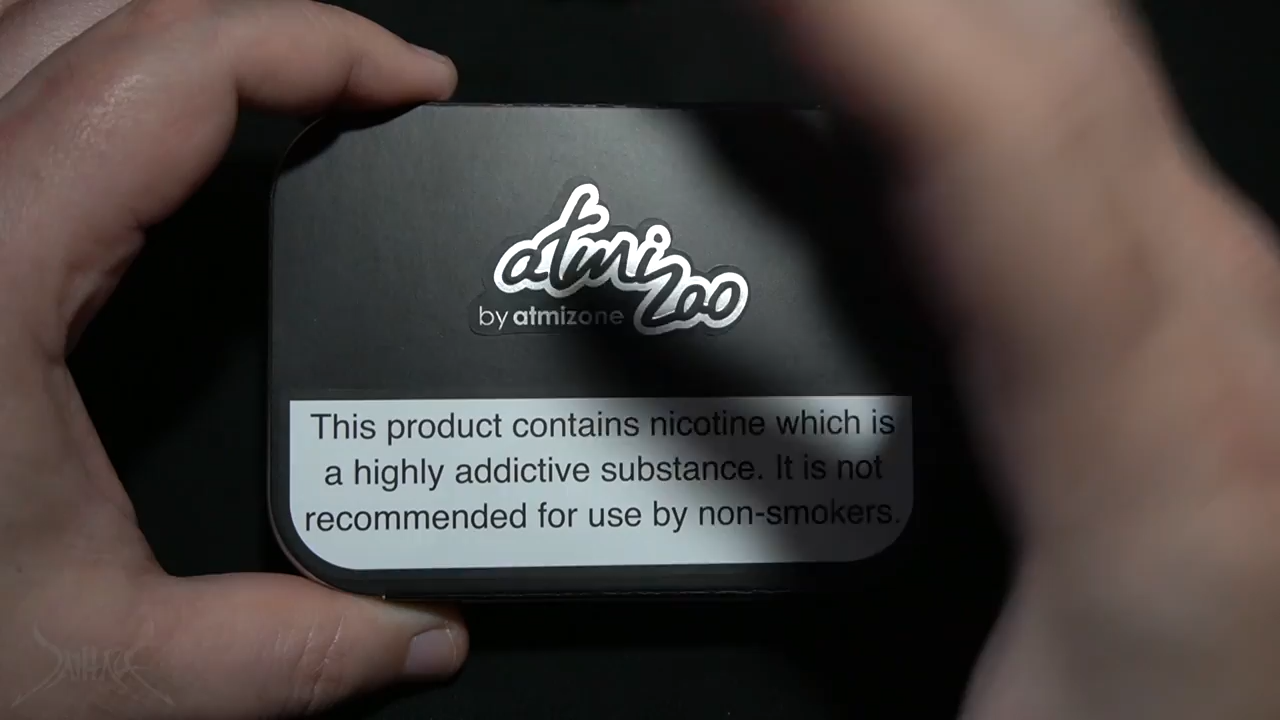 atmizoo
by atmizone
This product contains nicotine which is
a highly addictive substance. It is not
recommended for use by non-smokers.